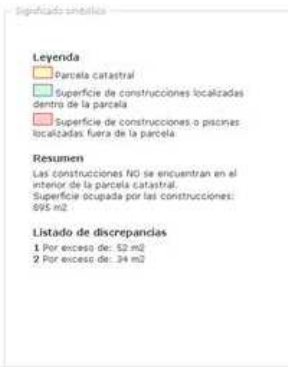 Significado simbólico
Leyenda
Parcela catastral
Superficie de construcciones localizadas
dentro de la parcela
Superficie de construcciones o piscinas
localizadas fuera de la parcela
Resumen
Las construcciones NO se encuentran en el
interior de la parcela catastral.
Superficie ocupada por las construcciones:
695 m2
Listado de discrepancias
1 Por exceso de: 52 m2
2 Por exceso de: 34 m2